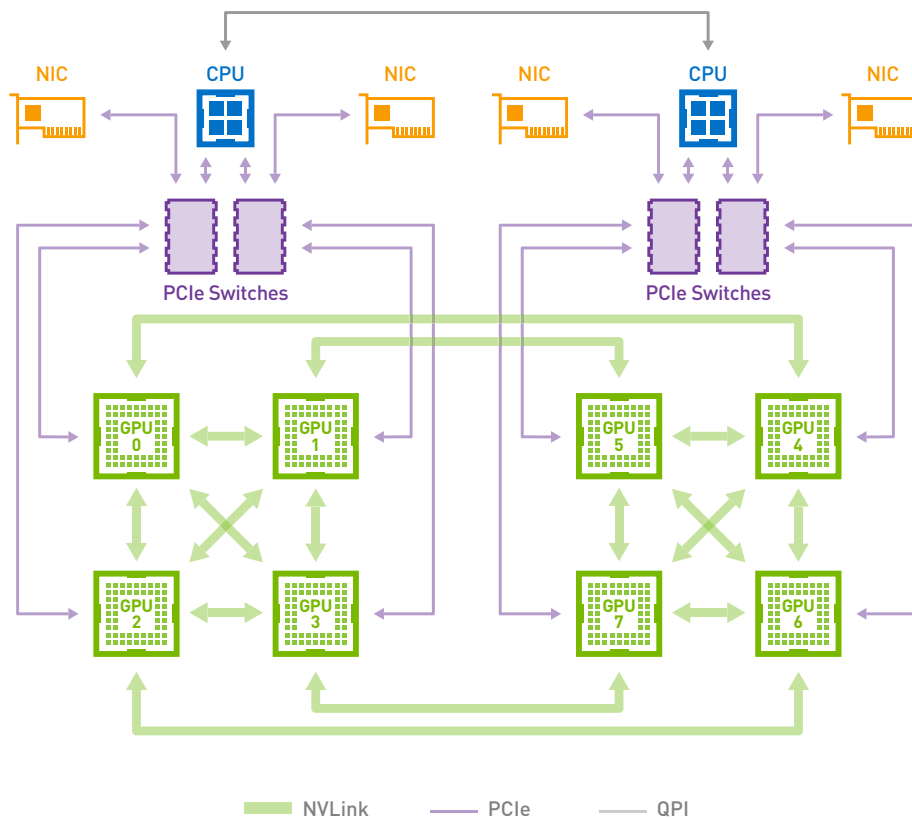 NIC
CPU
NIC
NIC
CPU
NIC
PCIe Switches
PCIe Switches
GPU
0
GPU
1
GPU
5
GPU
4
GPU
2
GPU
3
GPU
7
GPU
6
NVLink
PCIe
QPI